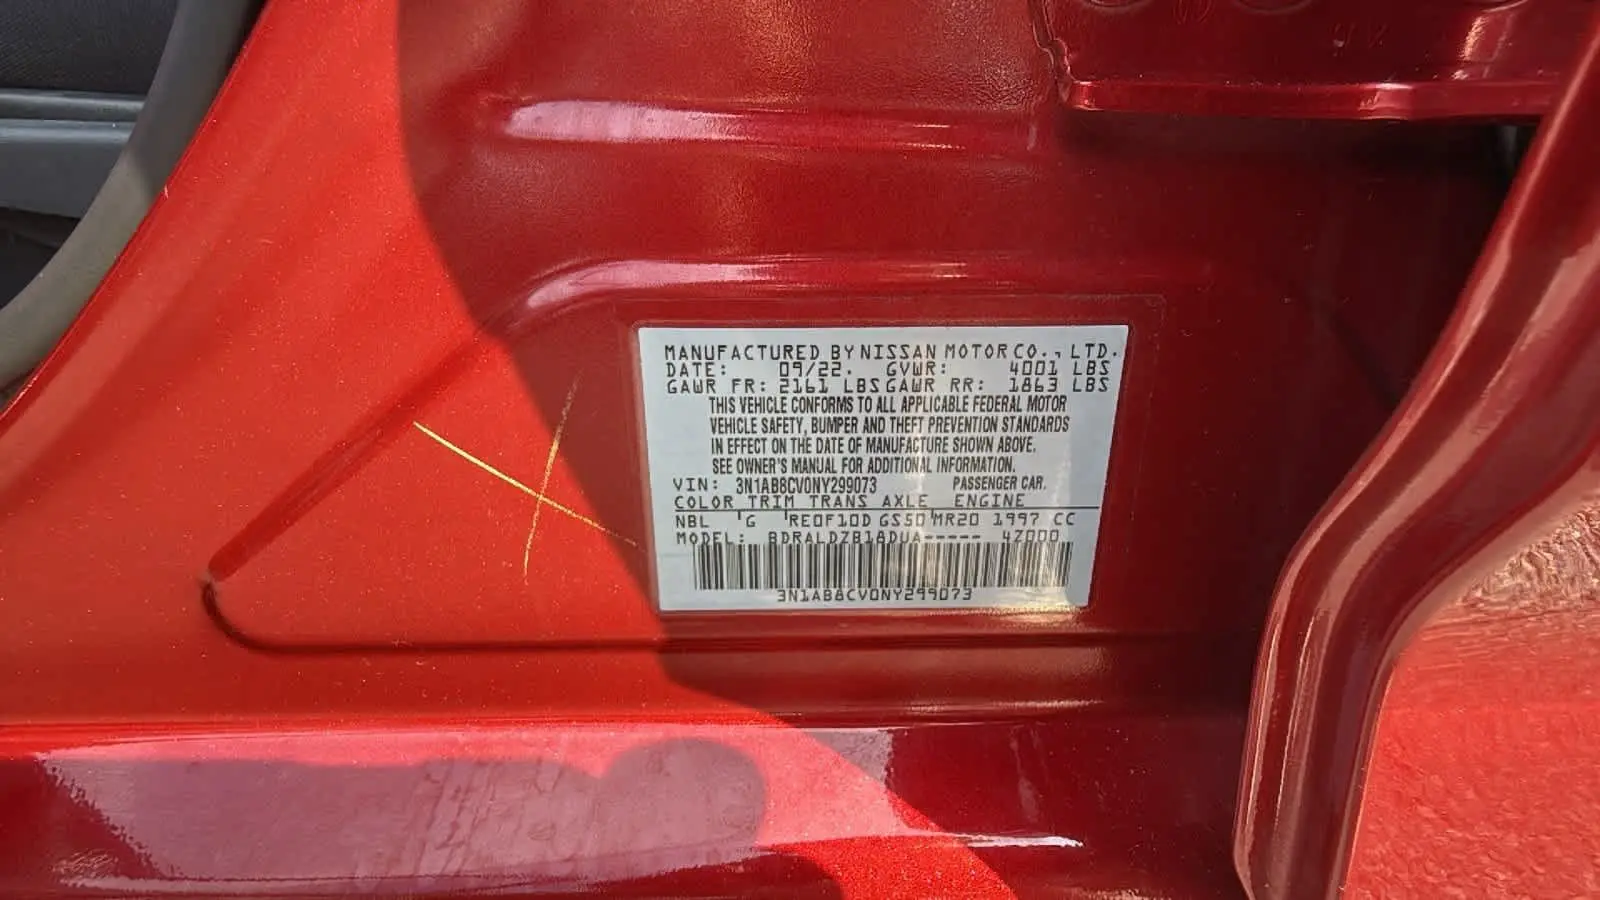 MANUFACTURED BY NISSAN MOTOR CO., LTD.
DATE: 09/22. GVWR: 4001 LBS
GAWR FR: 2161 LBS GAWR RR: 1863 LBS
THIS VEHICLE CONFORMS TO ALL APPLICABLE FEDERAL MOTOR
VEHICLE SAFETY, BUMPER AND THEFT PREVENTION STANDARDS
IN EFFECT ON THE DATE OF MANUFACTURE SHOWN ABOVE.
SEE OWNER'S MANUAL FOR ADDITIONAL INFORMATION.
VIN: 3N1AB8CV0NY299073 PASSENGER CAR.
COLOR TRIM TRANS AXLE ENGINE
NBL G RE0F10D GS50 MR20 1997 CC
MODEL: BDRALDZB18DUA----- 4Z000
3N1AB8CV0NY299073